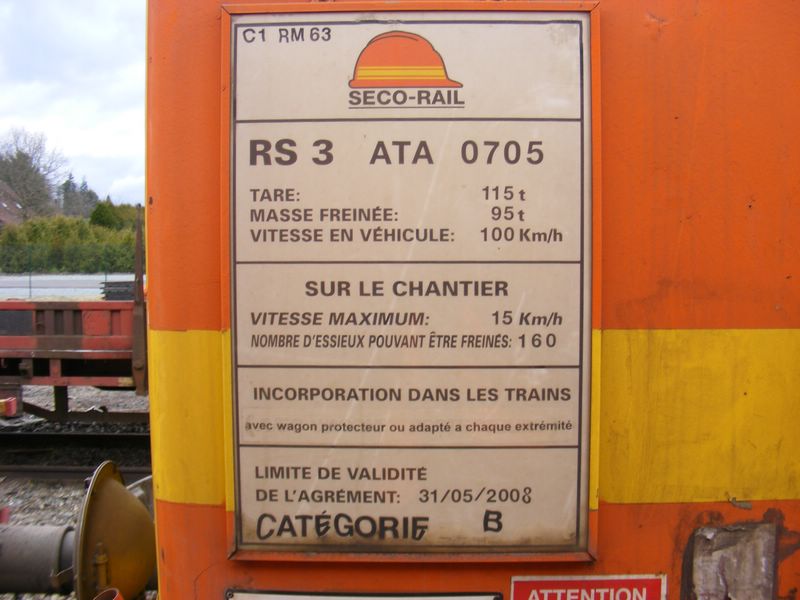 C1 RM 63
SECO-RAIL
RS 3 ATA 0705
TARE: 115 t
MASSE FREINÉE: 95 t
VITESSE EN VÉHICULE: 100 Km/h
SUR LE CHANTIER
VITESSE MAXIMUM: 15 Km/h
NOMBRE D'ESSIEUX POUVANT ÊTRE FREINÉS: 160
INCORPORATION DANS LES TRAINS
avec wagon protecteur ou adapté a chaque extrémité
LIMITE DE VALIDITÉ
DE L'AGRÉMENT: 31/05/2008
CATÉGORIE B
ATTENTION